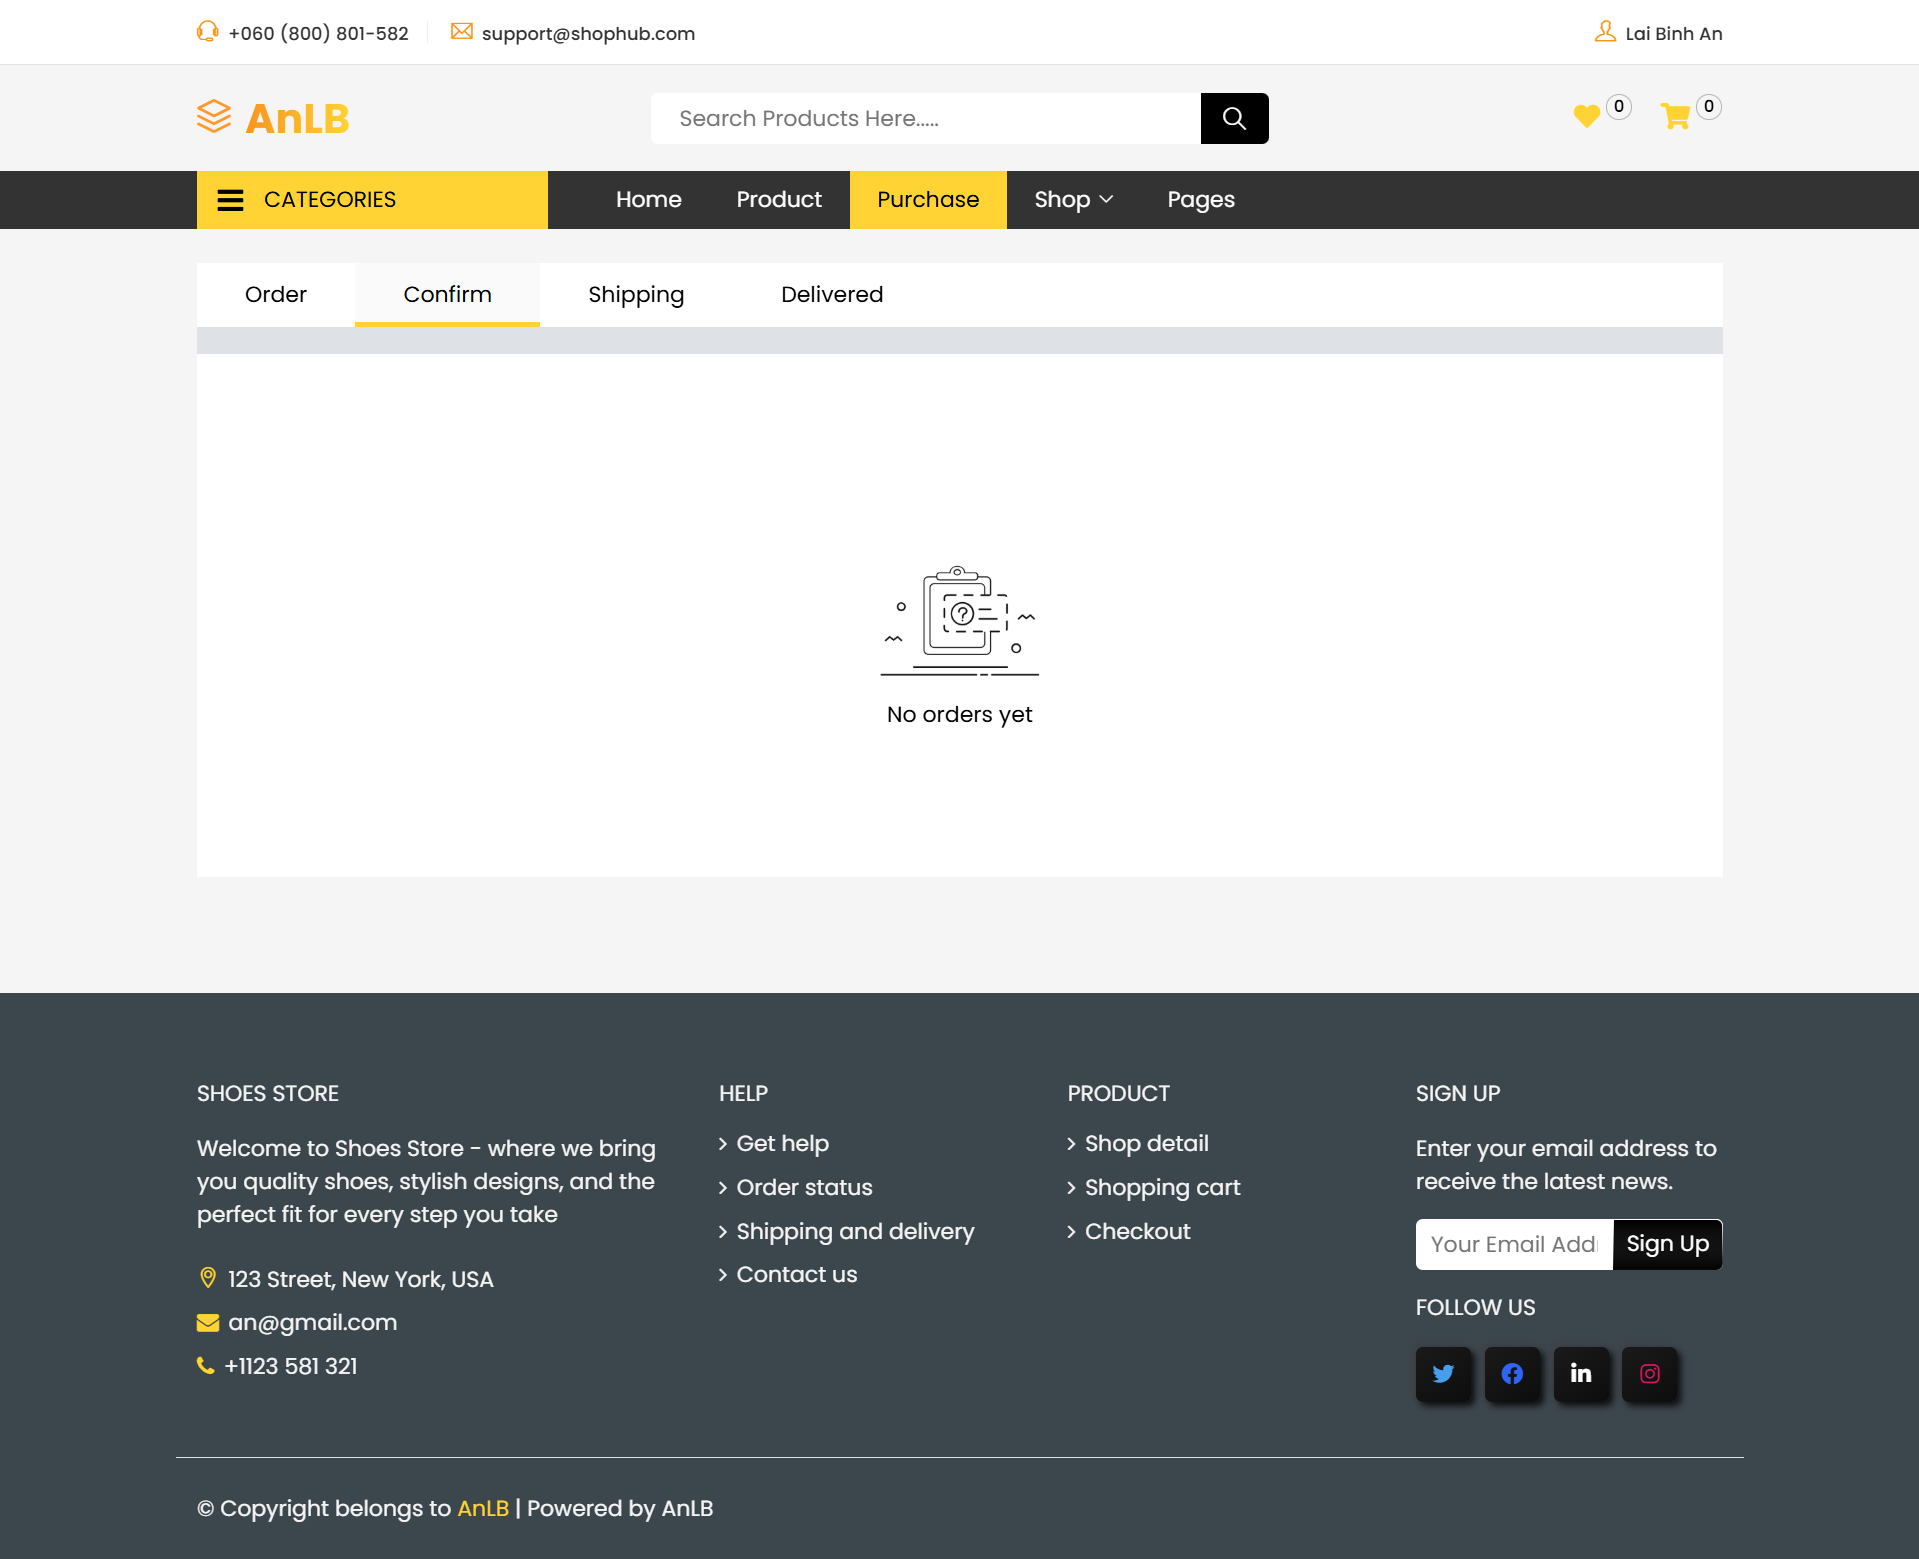 +060 (800) 801-582
support@shophub.com
Lai Binh An
AnLB
Search Products Here.....
0
0
CATEGORIES
Home
Product
Purchase
Shop
Pages
Order
Confirm
Shipping
Delivered
?
No orders yet
SHOES STORE
Welcome to Shoes Store - where we bring
you quality shoes, stylish designs, and the
perfect fit for every step you take
123 Street, New York, USA
an@gmail.com
+1123 581 321
HELP
Get help
Order status
Shipping and delivery
Contact us
PRODUCT
Shop detail
Shopping cart
Checkout
SIGN UP
Enter your email address to
receive the latest news.
Your Email Add
Sign Up
FOLLOW US
in
© Copyright belongs to AnLB | Powered by AnLB